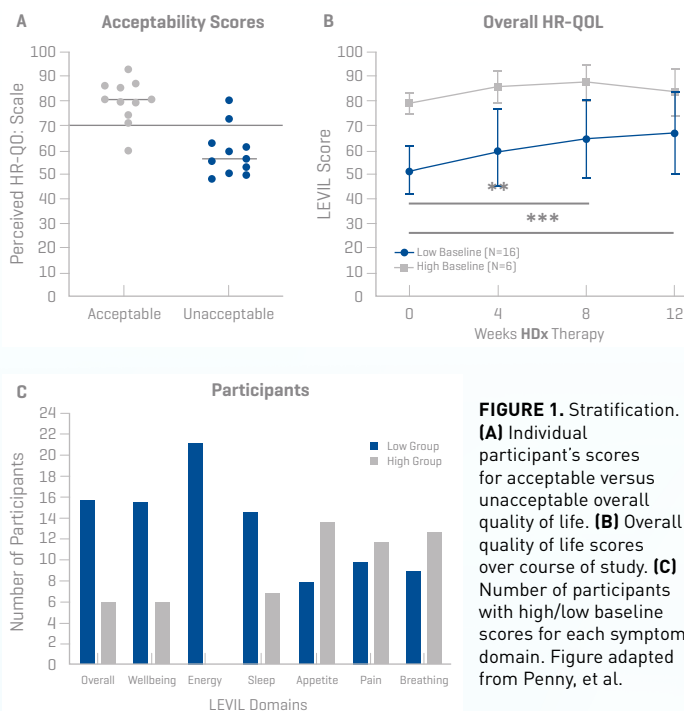 A
Acceptability Scores
Perceived HR-QO: Scale
100
90
80
70
60
50
40
30
20
10
0
Acceptable
Unacceptable
B
Overall HR-QOL
LEVIL Score
100
90
80
70
60
50
40
30
20
10
0
**
***
Low Baseline (N=16)
High Baseline (N=6)
0
4
8
12
Weeks HDx Therapy
C
Participants
Number of Participants
24
22
20
18
16
14
12
10
8
6
4
2
0
Low Group
High Group
Overall
Wellbeing
Energy
Sleep
Appetite
Pain
Breathing
LEVIL Domains
FIGURE 1. Stratification.
(A) Individual
participant's scores
for acceptable versus
unacceptable overall
quality of life. (B) Overall
quality of life scores
over course of study. (C)
Number of participants
with high/low baseline
scores for each symptom
domain. Figure adapted
from Penny, et al.